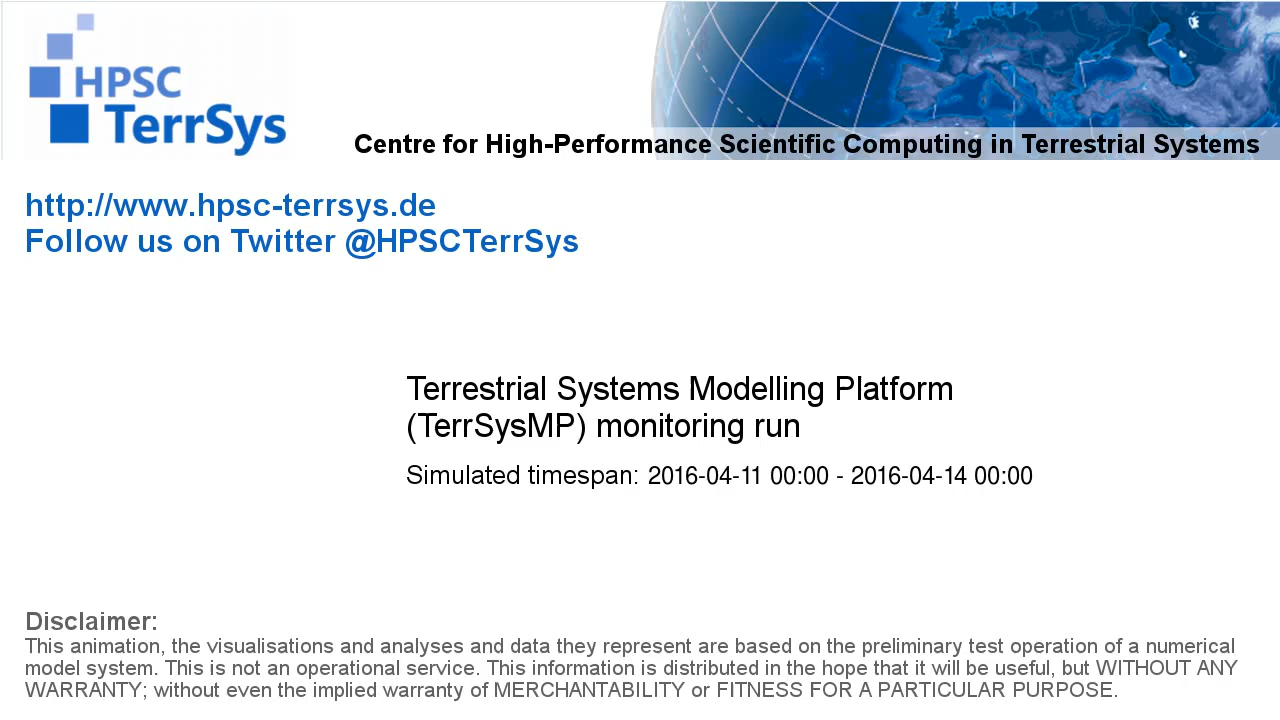 HPSC
TerrSys
Centre for High-Performance Scientific Computing in Terrestrial Systems
http://www.hpsc-terrsys.de
Follow us on Twitter @HPSCTerrSys
Terrestrial Systems Modelling Platform
(TerrSysMP) monitoring run
Simulated timespan: 2016-04-11 00:00 - 2016-04-14 00:00
Disclaimer:
This animation, the visualisations and analyses and data they represent are based on the preliminary test operation of a numerical
model system. This is not an operational service. This information is distributed in the hope that it will be useful, but WITHOUT ANY
WARRANTY; without even the implied warranty of MERCHANTABILITY or FITNESS FOR A PARTICULAR PURPOSE.